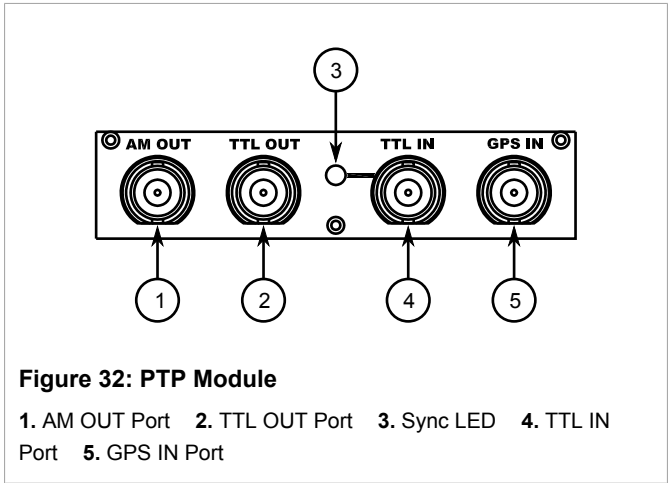 3
AM OUT TTL OUT TTL IN GPS IN
1 2 4 5
Figure 32: PTP Module
1. AM OUT Port 2. TTL OUT Port 3. Sync LED 4. TTL IN
Port 5. GPS IN Port